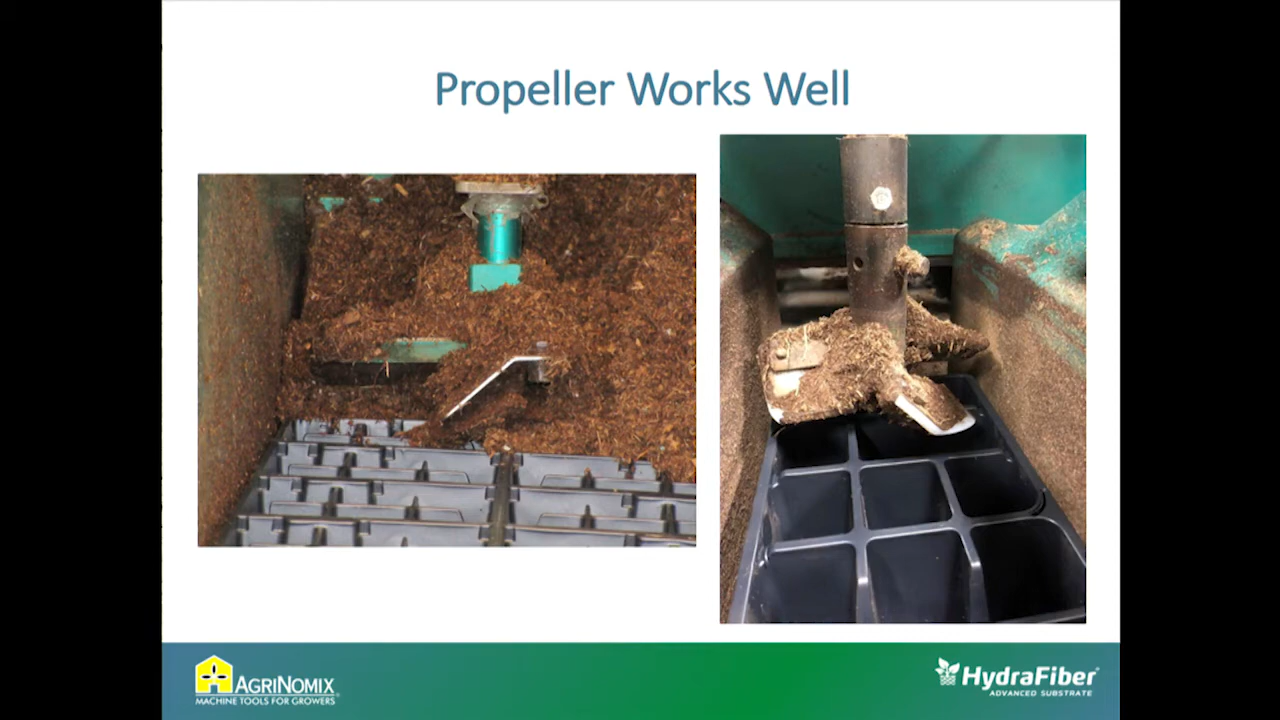 Propeller Works Well
AGRINOMIX
MACHINE TOOLS FOR GROWERS
HydraFiber
ADVANCED SUBSTRATE